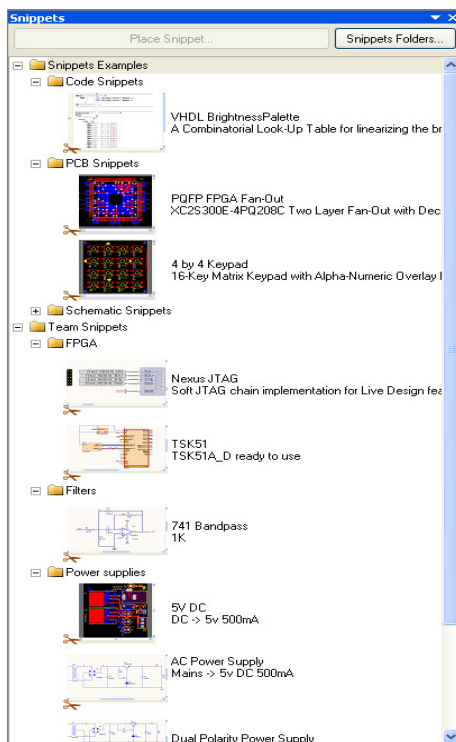 Snippets
Place Snippet...
Snippets Folders...
Snippets Examples
Code Snippets
VHDL BrightnessPalette
A Combinatorial Look-Up Table for linearizing the br
PCB Snippets
PQFP FPGA Fan-Out
XC2S300E-4PQ208C Two Layer Fan-Out with Dec
4 by 4 Keypad
16-Key Matrix Keypad with Alpha-Numeric Overlay
Schematic Snippets
Team Snippets
FPGA
Nexus JTAG
Soft JTAG chain implementation for Live Design fea
TSK51
TSK51A_D ready to use
Filters
741 Bandpass
1K
Power supplies
5V DC
DC -> 5v 500mA
AC Power Supply
Mains -> 5v DC 500mA
Dual Polarity Power Supply